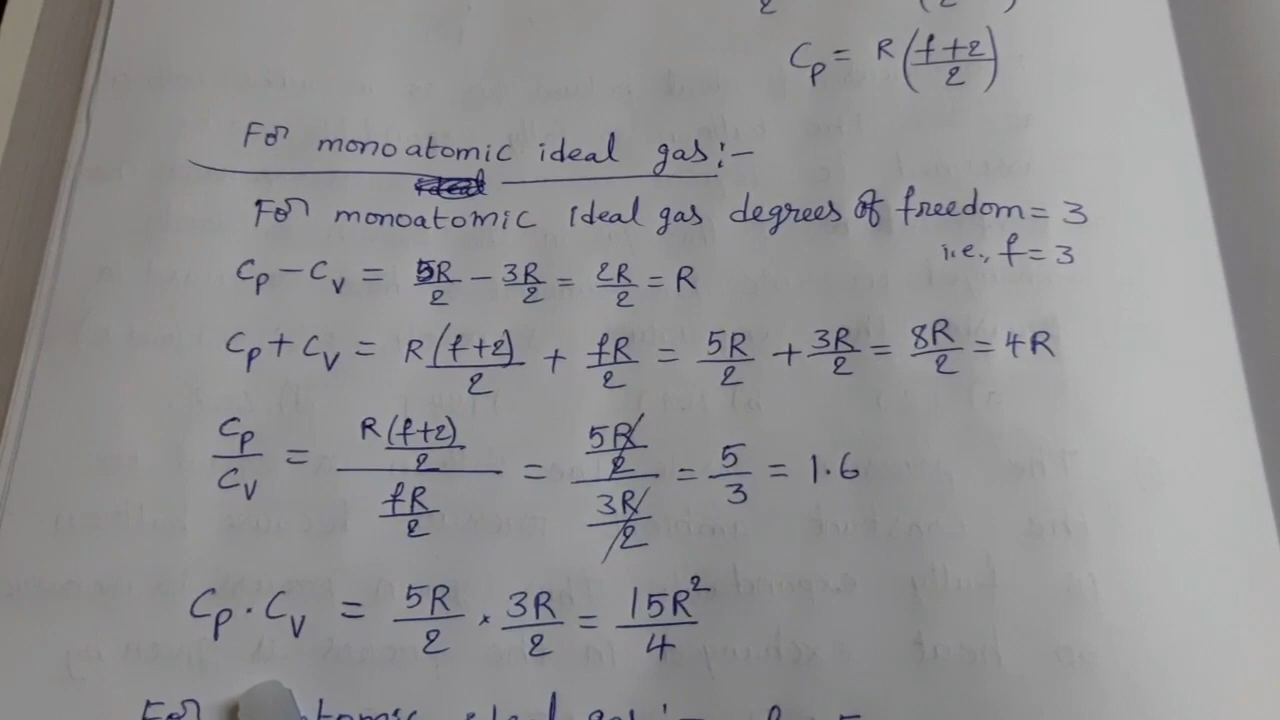 Cp = R(f+2/2)
For monoatomic ideal gas:-
For monoatomic ideal gas degrees of freedom = 3
i.e., f = 3
Cp - Cv = 5R/2 - 3R/2 = 2R/2 = R
Cp + Cv = R(f+2)/2 + fR/2 = 5R/2 + 3R/2 = 8R/2 = 4R
Cp/Cv = R(f+2)/2 / fR/2 = 5R/2 / 3R/2 = 5/3 = 1.6
Cp . Cv = 5R/2 × 3R/2 = 15R²/4
For
ideal gas :-